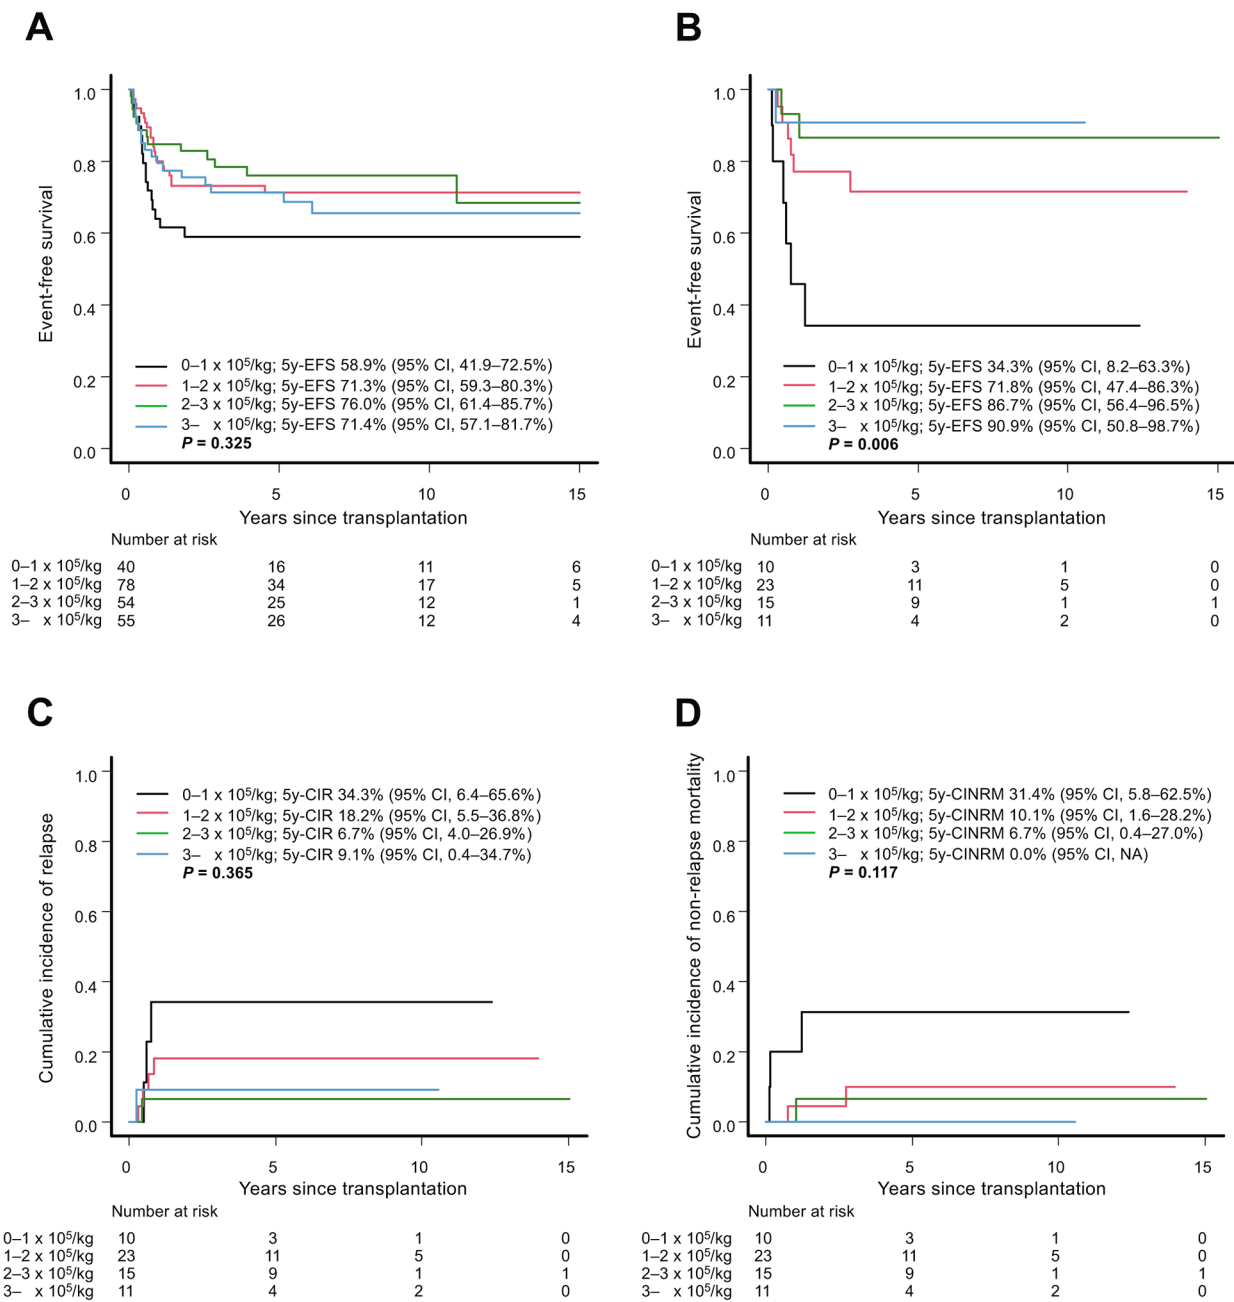 A
Event-free survival
1.0
0.8
0.6
0.4
0.2
0.0
0–1 x 10⁵/kg; 5y-EFS 58.9% (95% CI, 41.9–72.5%)
1–2 x 10⁵/kg; 5y-EFS 71.3% (95% CI, 59.3–80.3%)
2–3 x 10⁵/kg; 5y-EFS 76.0% (95% CI, 61.4–85.7%)
3– x 10⁵/kg; 5y-EFS 71.4% (95% CI, 57.1–81.7%)
P = 0.325
0 5 10 15
Years since transplantation
Number at risk
0–1 x 10⁵/kg 40 16 11 6
1–2 x 10⁵/kg 78 34 17 5
2–3 x 10⁵/kg 54 25 12 1
3– x 10⁵/kg 55 26 12 4
B
Event-free survival
1.0
0.8
0.6
0.4
0.2
0.0
0–1 x 10⁵/kg; 5y-EFS 34.3% (95% CI, 8.2–63.3%)
1–2 x 10⁵/kg; 5y-EFS 71.8% (95% CI, 47.4–86.3%)
2–3 x 10⁵/kg; 5y-EFS 86.7% (95% CI, 56.4–96.5%)
3– x 10⁵/kg; 5y-EFS 90.9% (95% CI, 50.8–98.7%)
P = 0.006
0 5 10 15
Years since transplantation
Number at risk
0–1 x 10⁵/kg 10 3 1 0
1–2 x 10⁵/kg 23 11 5 0
2–3 x 10⁵/kg 15 9 1 1
3– x 10⁵/kg 11 4 2 0
C
Cumulative incidence of relapse
1.0
0.8
0.6
0.4
0.2
0.0
0–1 x 10⁵/kg; 5y-CIR 34.3% (95% CI, 6.4–65.6%)
1–2 x 10⁵/kg; 5y-CIR 18.2% (95% CI, 5.5–36.8%)
2–3 x 10⁵/kg; 5y-CIR 6.7% (95% CI, 4.0–26.9%)
3– x 10⁵/kg; 5y-CIR 9.1% (95% CI, 0.4–34.7%)
P = 0.365
0 5 10 15
Years since transplantation
Number at risk
0–1 x 10⁵/kg 10 3 1 0
1–2 x 10⁵/kg 23 11 5 0
2–3 x 10⁵/kg 15 9 1 1
3– x 10⁵/kg 11 4 2 0
D
Cumulative incidence of non-relapse mortality
1.0
0.8
0.6
0.4
0.2
0.0
0–1 x 10⁵/kg; 5y-CINRM 31.4% (95% CI, 5.8–62.5%)
1–2 x 10⁵/kg; 5y-CINRM 10.1% (95% CI, 1.6–28.2%)
2–3 x 10⁵/kg; 5y-CINRM 6.7% (95% CI, 0.4–27.0%)
3– x 10⁵/kg; 5y-CINRM 0.0% (95% CI, NA)
P = 0.117
0 5 10 15
Years since transplantation
Number at risk
0–1 x 10⁵/kg 10 3 1 0
1–2 x 10⁵/kg 23 11 5 0
2–3 x 10⁵/kg 15 9 1 1
3– x 10⁵/kg 11 4 2 0